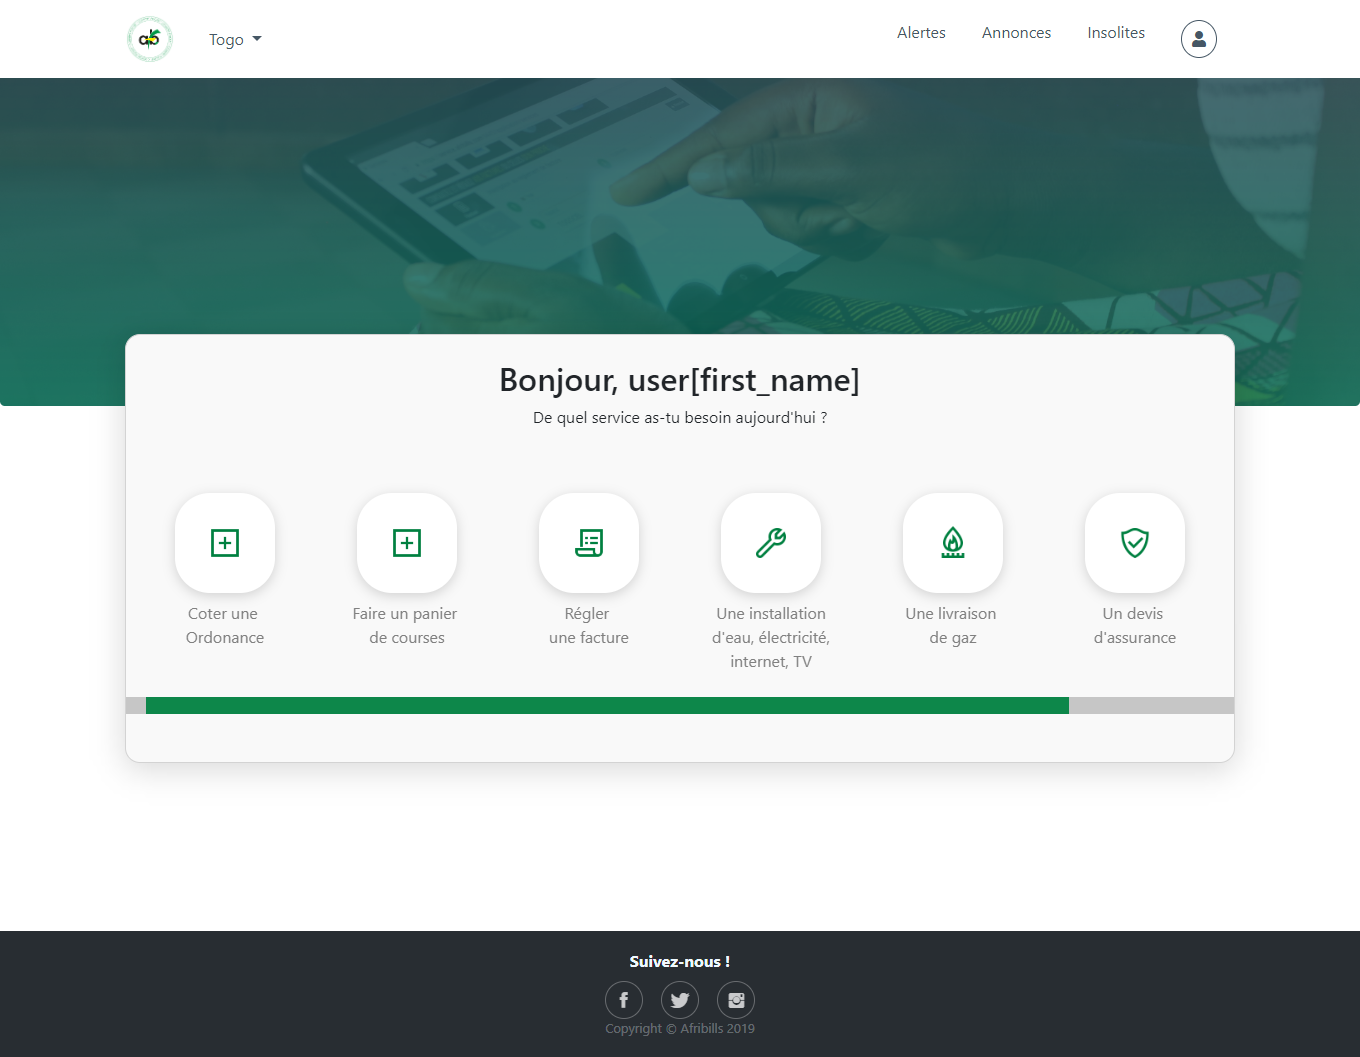 ab
Togo
Alertes
Annonces
Insolites
Bonjour, user[first_name]
De quel service as-tu besoin aujourd'hui ?
Coter une
Ordonance
Faire un panier
de courses
Régler
une facture
Une installation
d'eau, électricité,
internet, TV
Une livraison
de gaz
Un devis
d'assurance
Suivez-nous !
Copyright © Afribills 2019